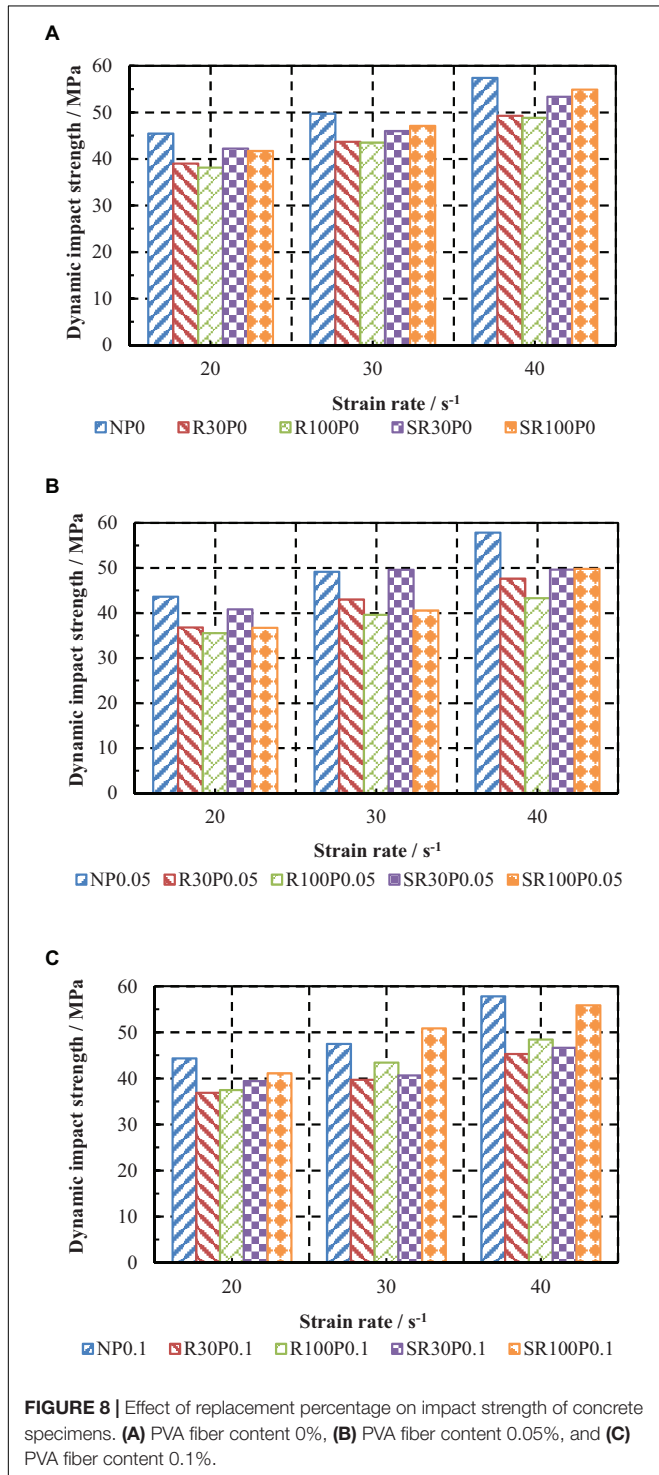 A
Dynamic impact strength / MPa
60
50
40
30
20
10
0
20 30 40
Strain rate / s⁻¹
NP0 R30P0 R100P0 SR30P0 SR100P0
B
Dynamic impact strength / MPa
60
50
40
30
20
10
0
20 30 40
Strain rate / s⁻¹
NP0.05 R30P0.05 R100P0.05 SR30P0.05 SR100P0.05
C
Dynamic impact strength / MPa
60
50
40
30
20
10
0
20 30 40
Strain rate / s⁻¹
NP0.1 R30P0.1 R100P0.1 SR30P0.1 SR100P0.1
FIGURE 8 | Effect of replacement percentage on impact strength of concrete
specimens. (A) PVA fiber content 0%, (B) PVA fiber content 0.05%, and (C)
PVA fiber content 0.1%.